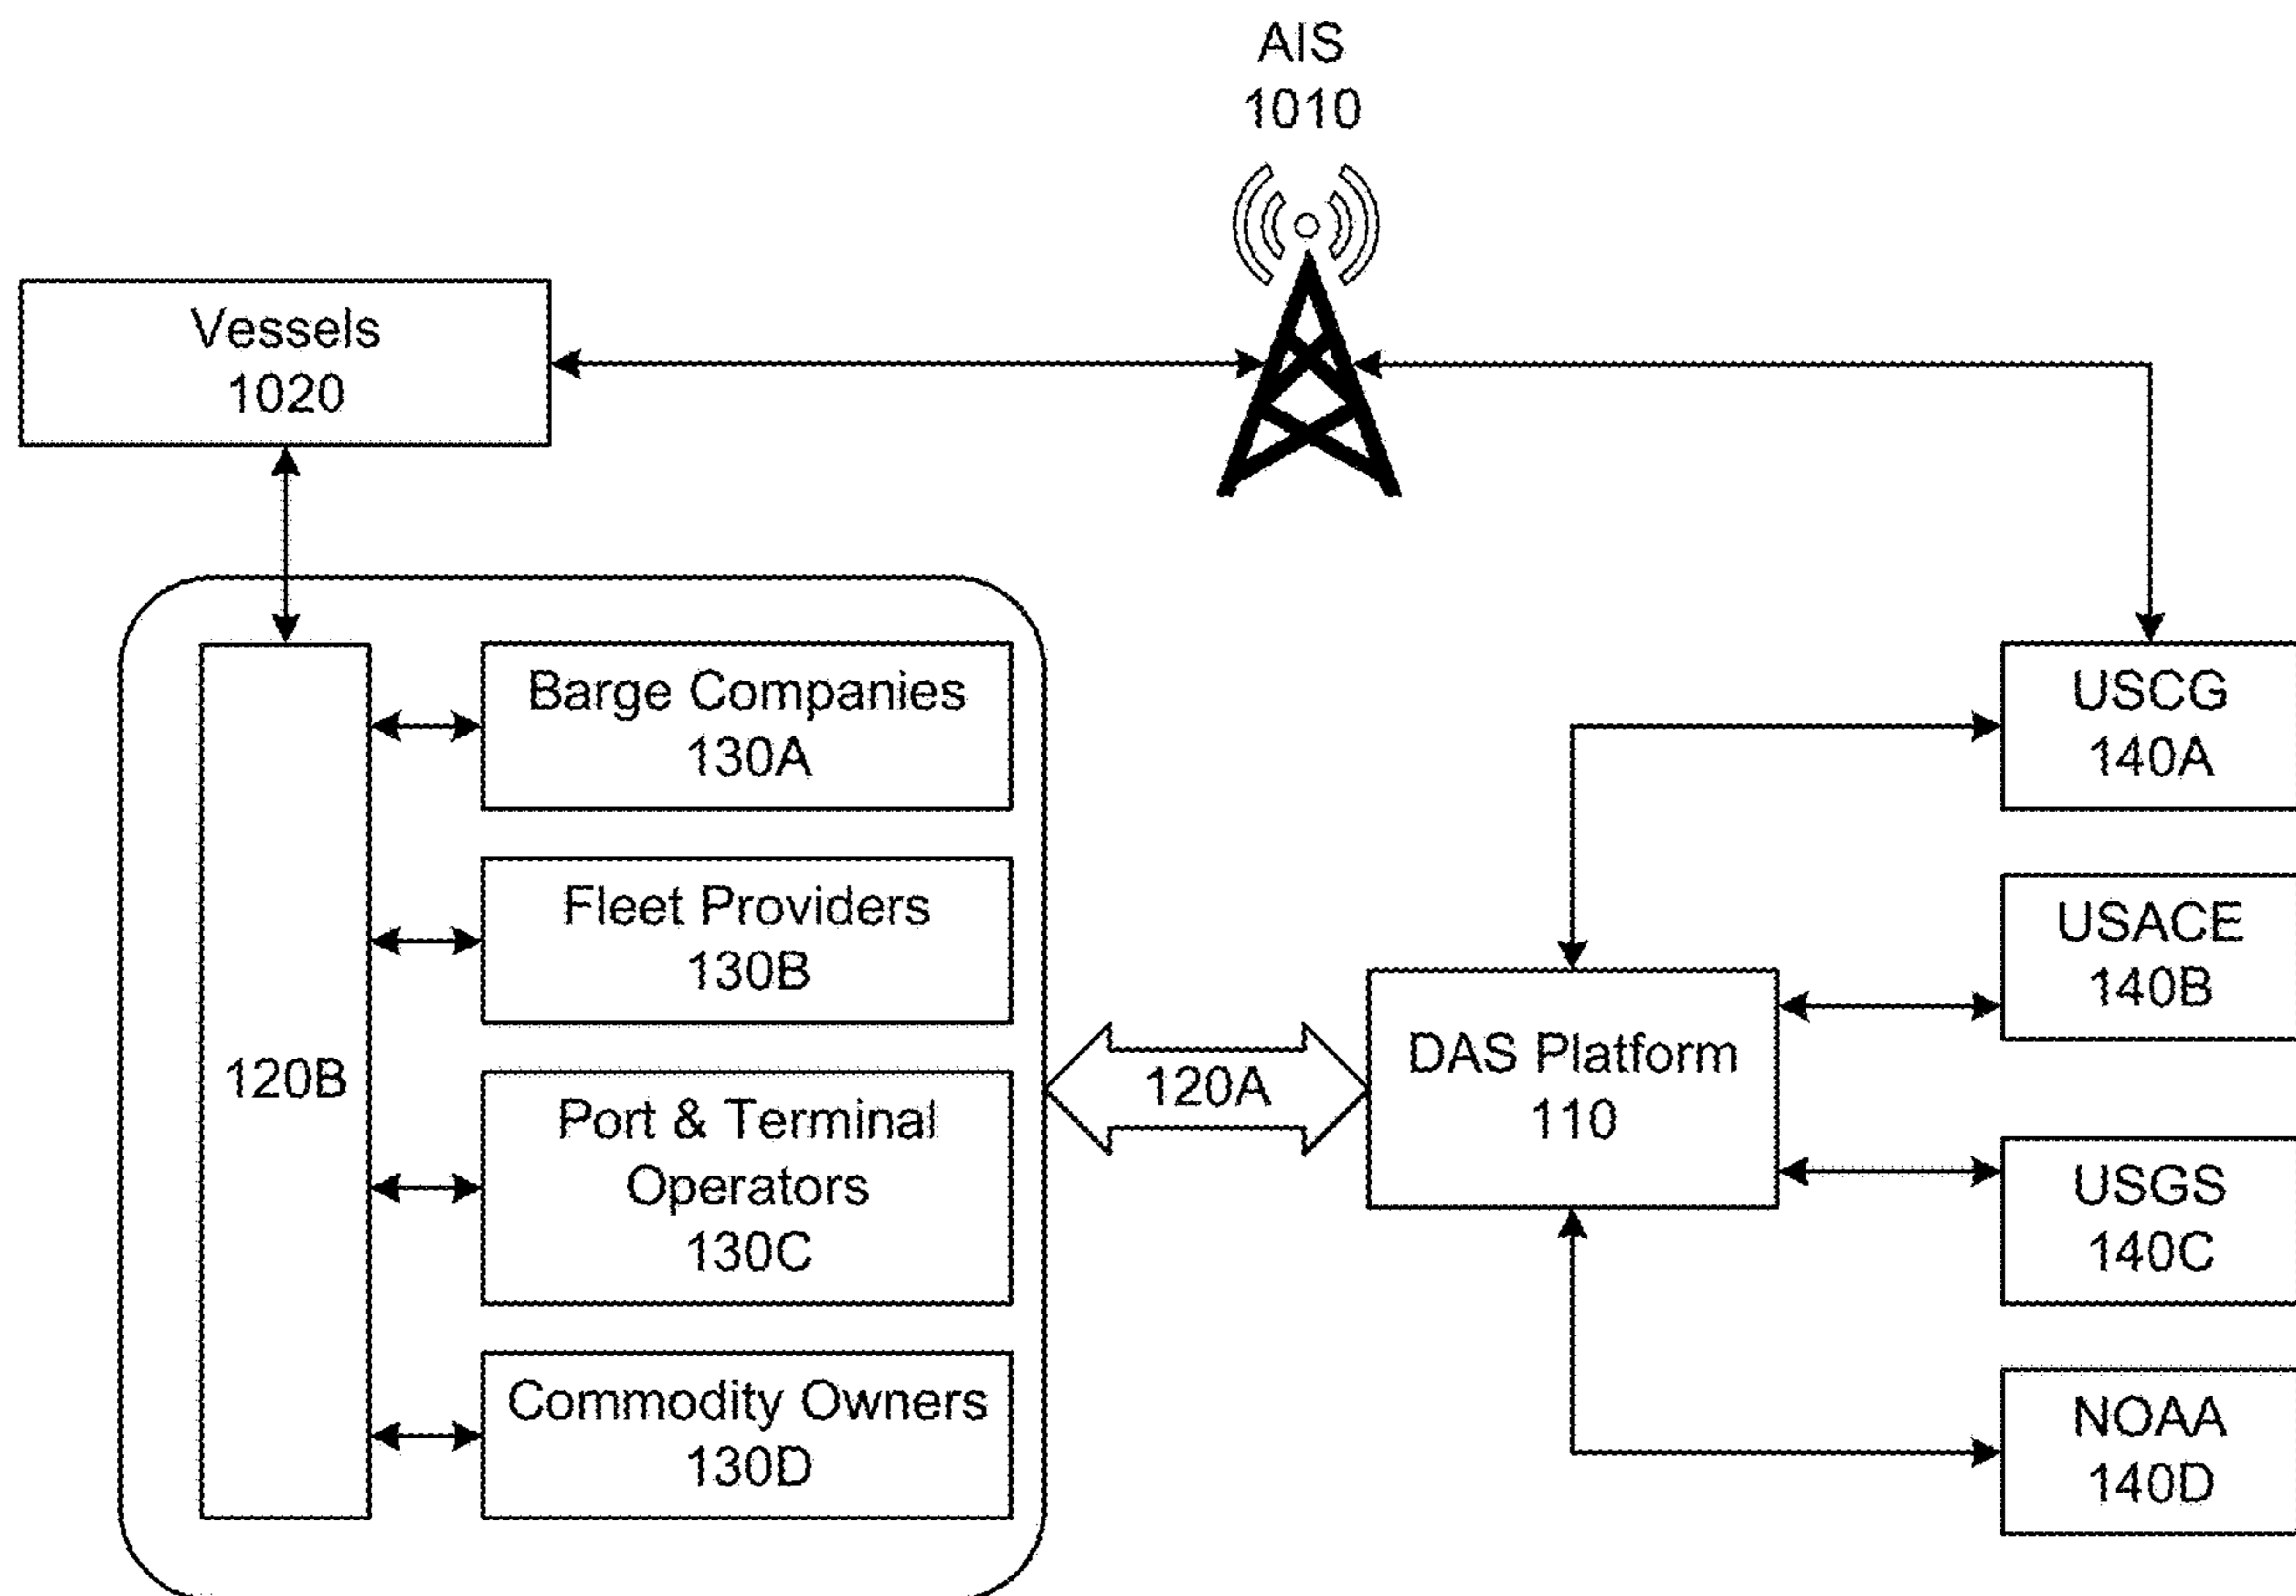 AIS
1010
Vessels
1020
120B
Barge Companies
130A
Fleet Providers
130B
Port & Terminal
Operators
130C
Commodity Owners
130D
120A
DAS Platform
110
USCG
140A
USACE
140B
USGS
140C
NOAA
140D